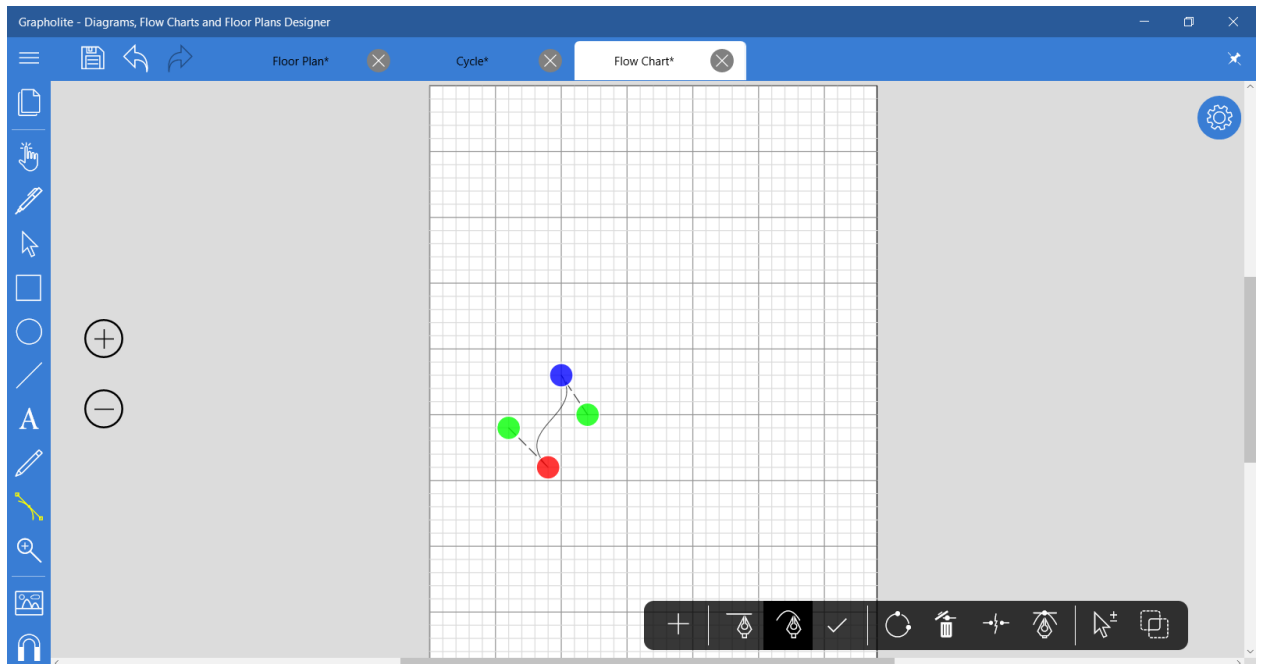 Grapholite - Diagrams, Flow Charts and Floor Plans Designer
Floor Plan*
Cycle*
Flow Chart*
A